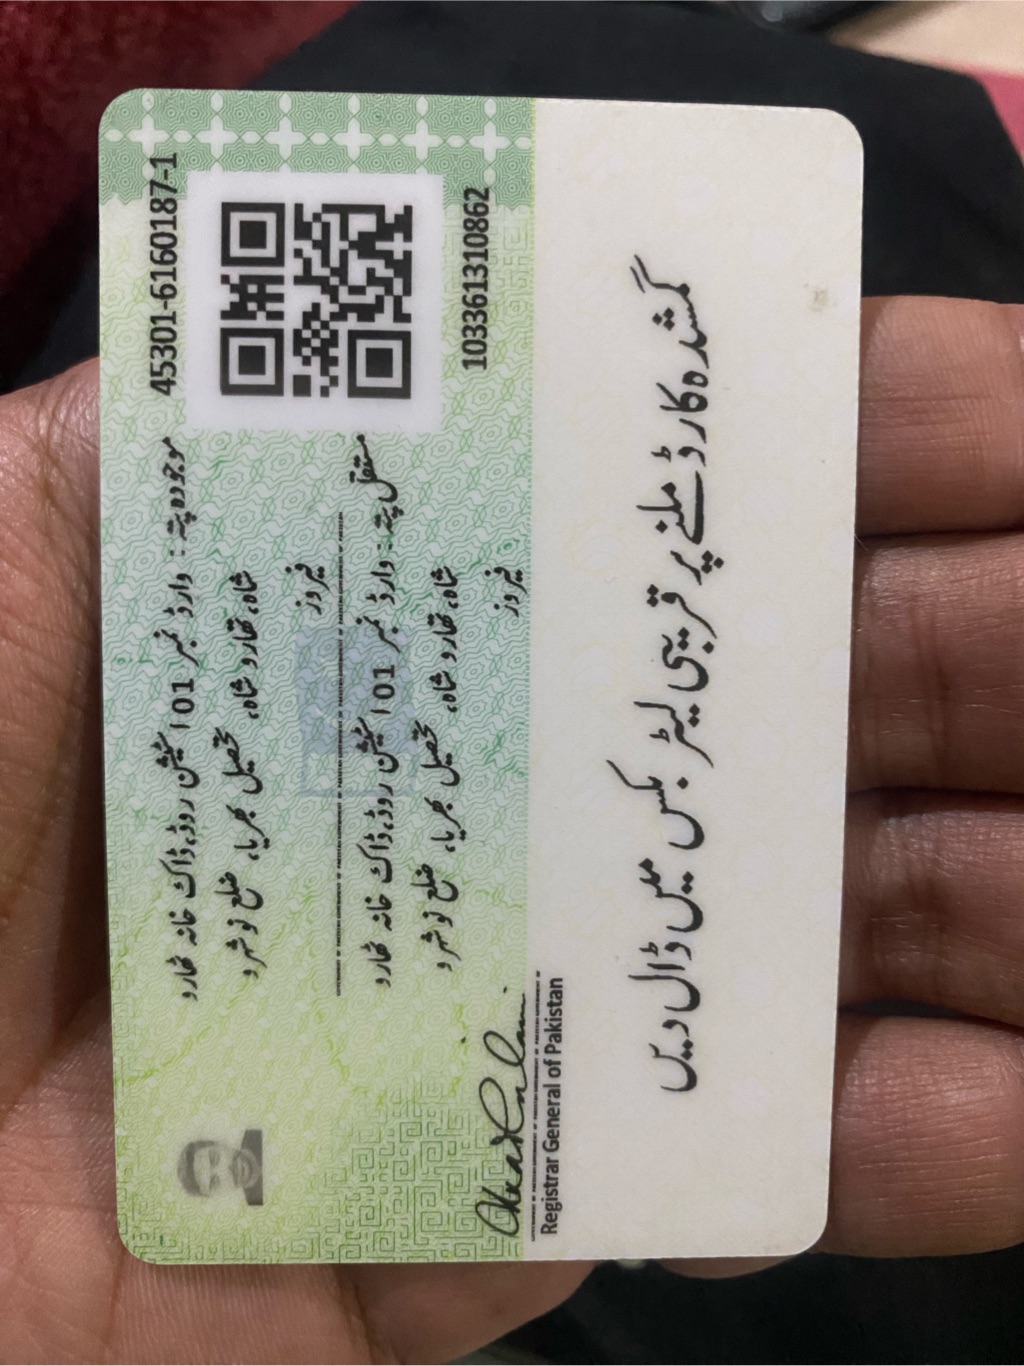 45301-6160187-1
موجودہ پتہ: وارڈ نمبر 01 اسٹیشن روڈ، ڈاک خانہ ٹھارو
شاہ، ٹھارو شاہ، تحصیل بھریا، ضلع نوشہرو
فیروز
مستقل پتہ: وارڈ نمبر 01 اسٹیشن روڈ، ڈاک خانہ ٹھارو
شاہ، ٹھارو شاہ، تحصیل بھریا، ضلع نوشہرو
فیروز
103361310862
Registrar General of Pakistan
گمشدہ کارڈ ملنے پر قریبی لیٹر بکس میں ڈال دیں